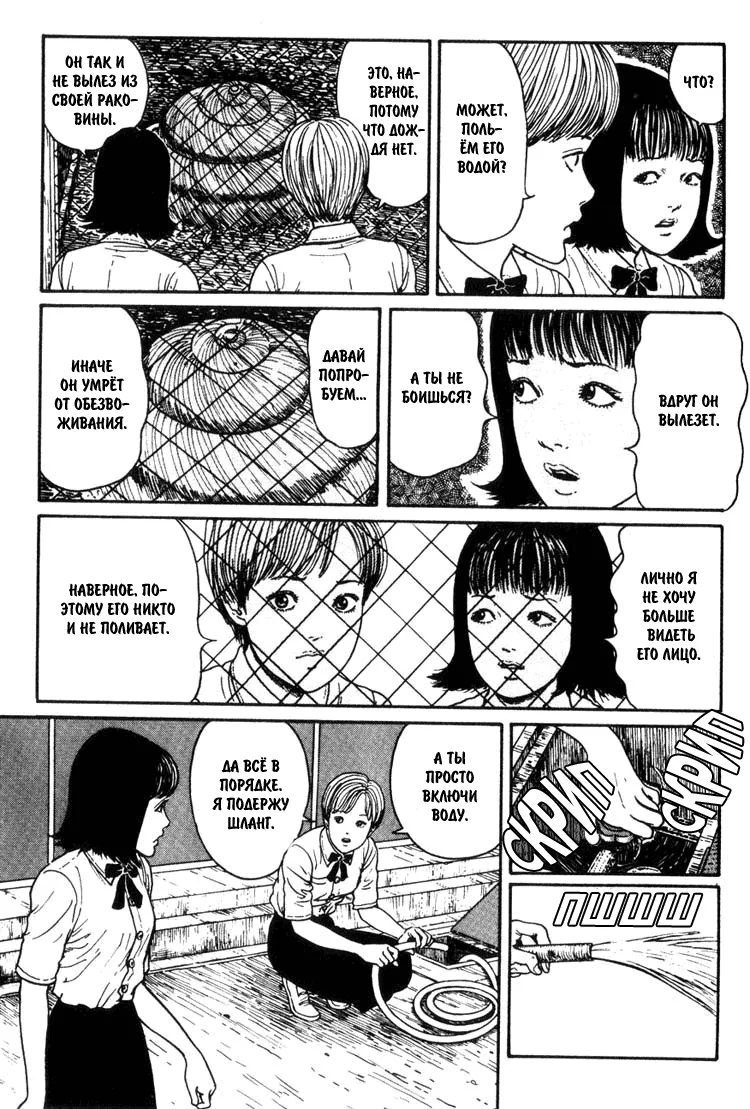 ОН ТАК И
НЕ ВЫЛЕЗ ИЗ
СВОЕЙ РАКО-
ВИНЫ.
ЭТО, НА-
ВЕРНОЕ,
ПОТОМУ
ЧТО ДОЖ-
ДЯ НЕТ.
МОЖЕТ,
ПОЛЬ-
ЁМ ЕГО
ВОДОЙ?
ЧТО?
ИНАЧЕ
ОН УМРЁТ
ОТ ОБЕЗВО-
ЖИВАНИЯ.
ДАВАЙ
ПОПРО-
БУЕМ...
А ТЫ НЕ
БОИШЬСЯ?
ВДРУГ ОН
ВЫЛЕЗЕТ.
НАВЕРНОЕ, ПО-
ЭТОМУ ЕГО НИКТО
И НЕ ПОЛИВАЕТ.
ЛИЧНО Я
НЕ ХОЧУ
БОЛЬШЕ
ВИДЕТЬ
ЕГО ЛИЦО.
ДА ВСЁ В
ПОРЯДКЕ.
Я ПОДЕРЖУ
ШЛАНГ.
А ТЫ
ПРОСТО
ВКЛЮЧИ
ВОДУ.
СКРИП
СКРИП
ПШШШ